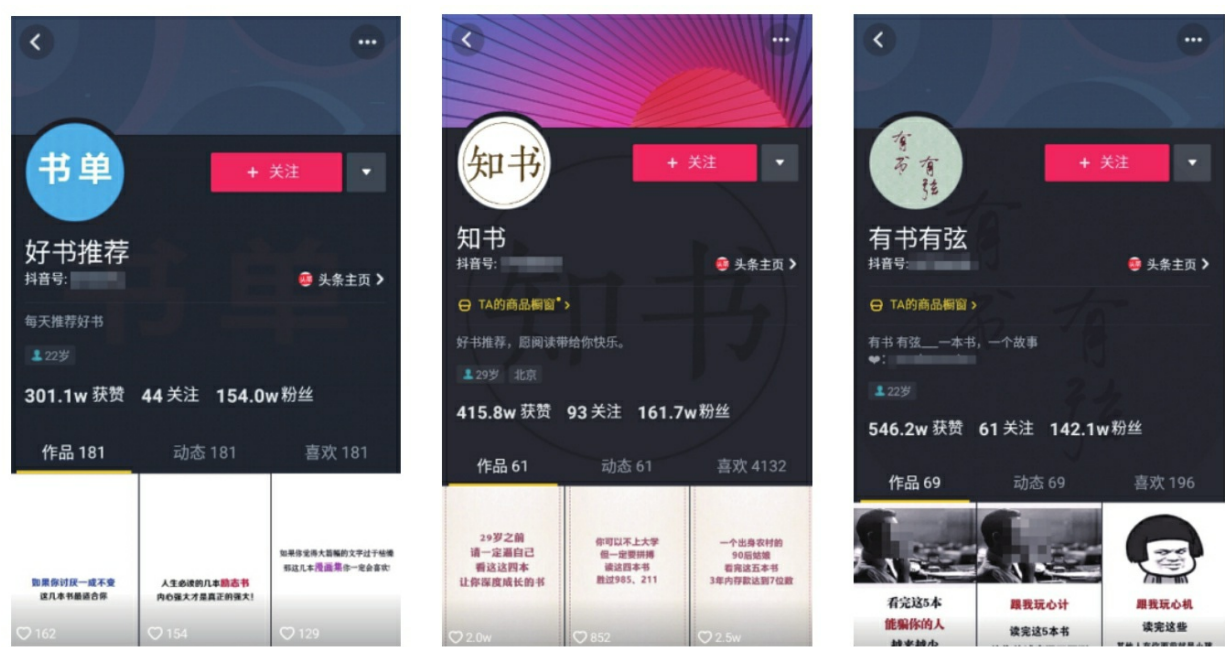 书单
+ 关注
好书推荐
抖音号:
头条主页
每天推荐好书
22岁
301.1w 获赞 44 关注 154.0w 粉丝
作品 181 动态 181 喜欢 181
如果你讨厌一成不变
这几本书最适合你
162
人生必读的几本励志书
内心强大才是真正的强大!
154
如果你觉得大篇幅的文字过于枯燥
那这几本漫画集你一定会喜欢!
129
知书
+ 关注
知书
抖音号:
头条主页
TA的商品橱窗
好书推荐，愿阅读带给你快乐。
29岁 北京
415.8w 获赞 93 关注 161.7w 粉丝
作品 61 动态 61 喜欢 4132
29岁之前
请一定逼自己
看这这四本
让你深度成长的书
2.0w
你可以不上大学
但一定要拼搏
读这四本书
胜过985、211
852
一个出身农村的
90后姑娘
看完这五本书
3年内存款达到7位数
2.5w
有书有弦
+ 关注
有书有弦
抖音号:
头条主页
TA的商品橱窗
有书 有弦__一本书，一个故事
❤:
22岁
546.2w 获赞 61 关注 142.1w 粉丝
作品 69 动态 69 喜欢 196
看完这5本
能骗你的人
越来越少
跟我玩心计
读完这5本书
跟我玩心机
读完这些